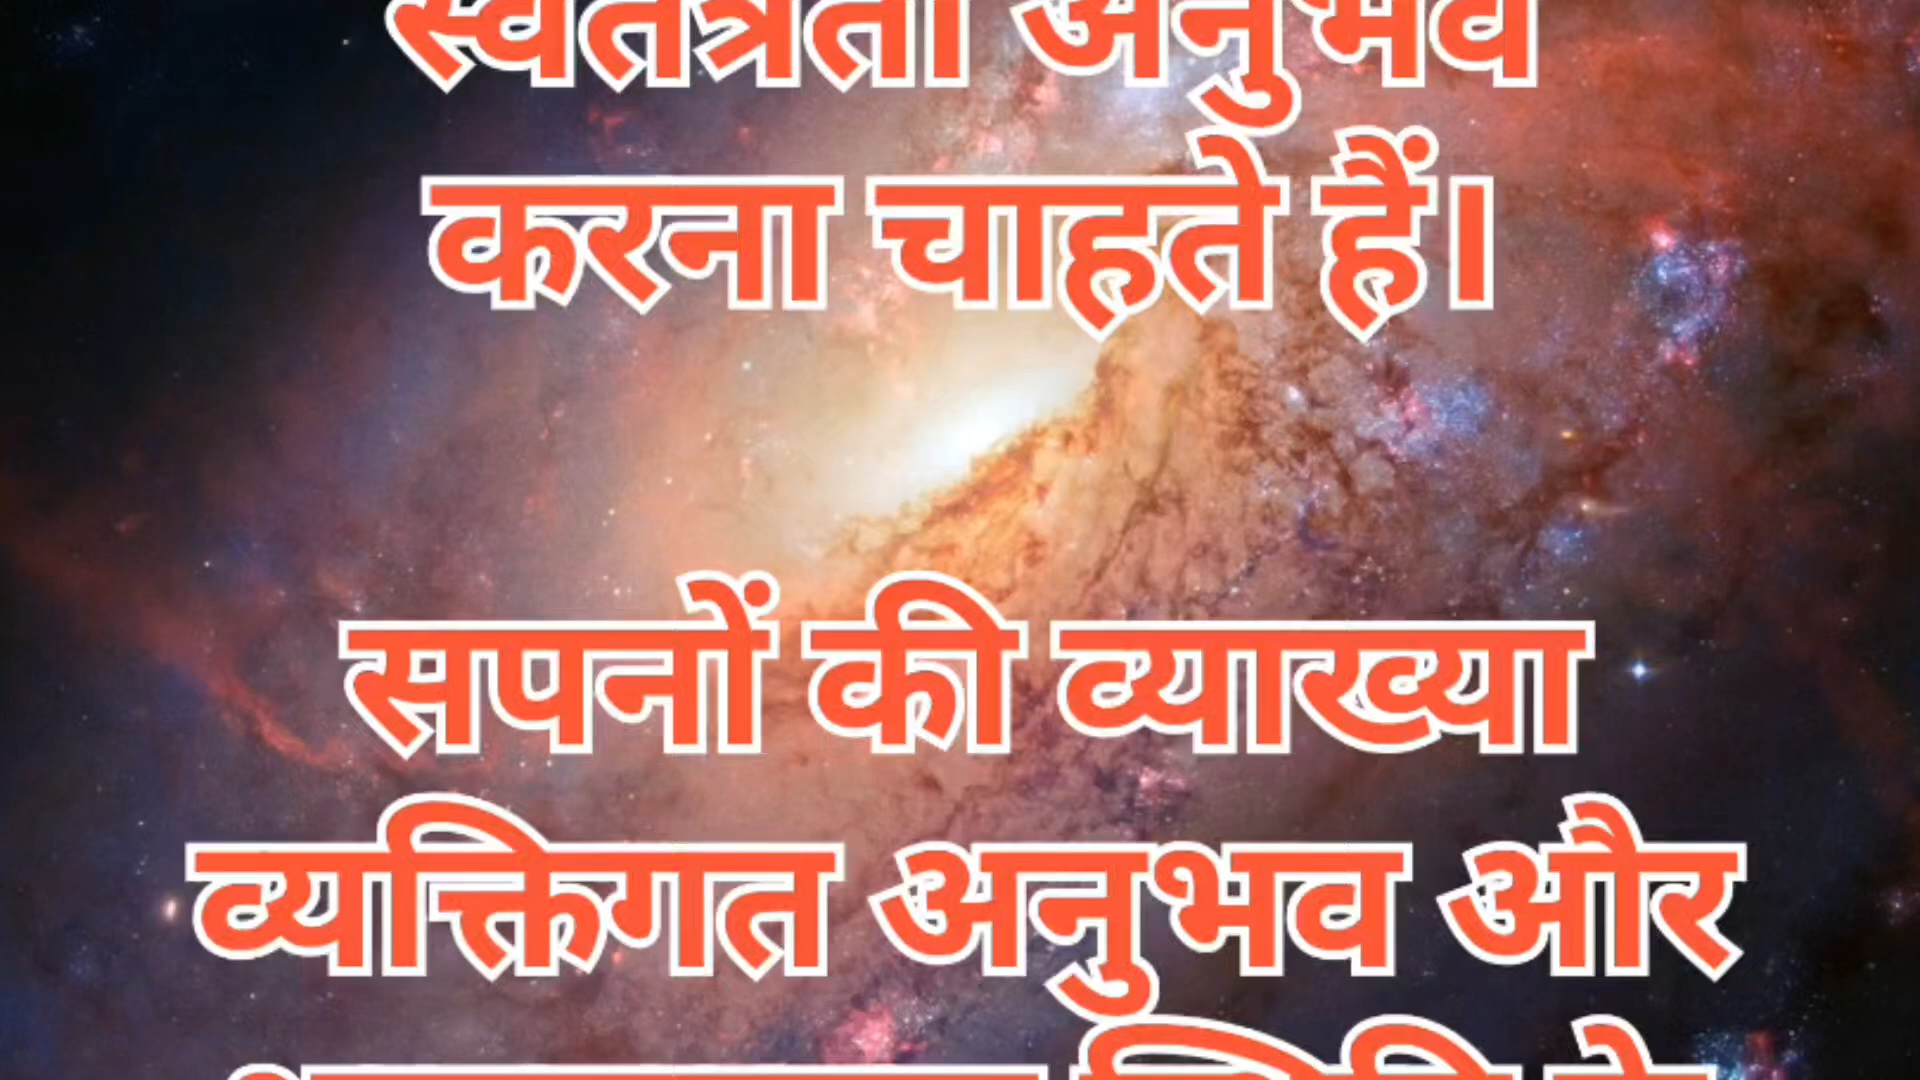 स्वतंत्रता अनुभव
करना चाहते हैं।
सपनों की व्याख्या
व्यक्तिगत अनुभव और